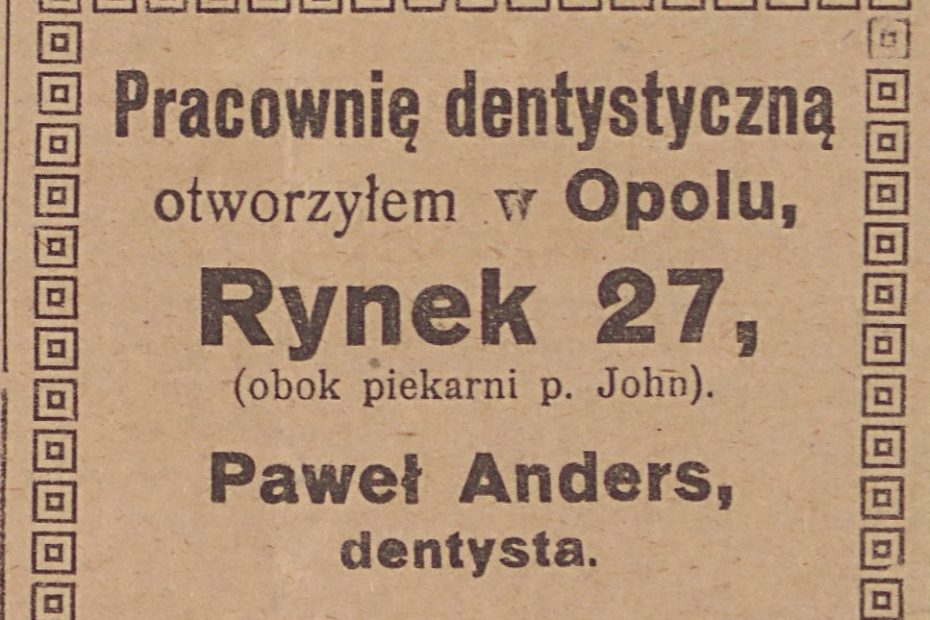 Pracownię dentystyczną
otworzyłem w Opolu,
Rynek 27,
(obok piekarni p. John).
Paweł Anders,
dentysta.